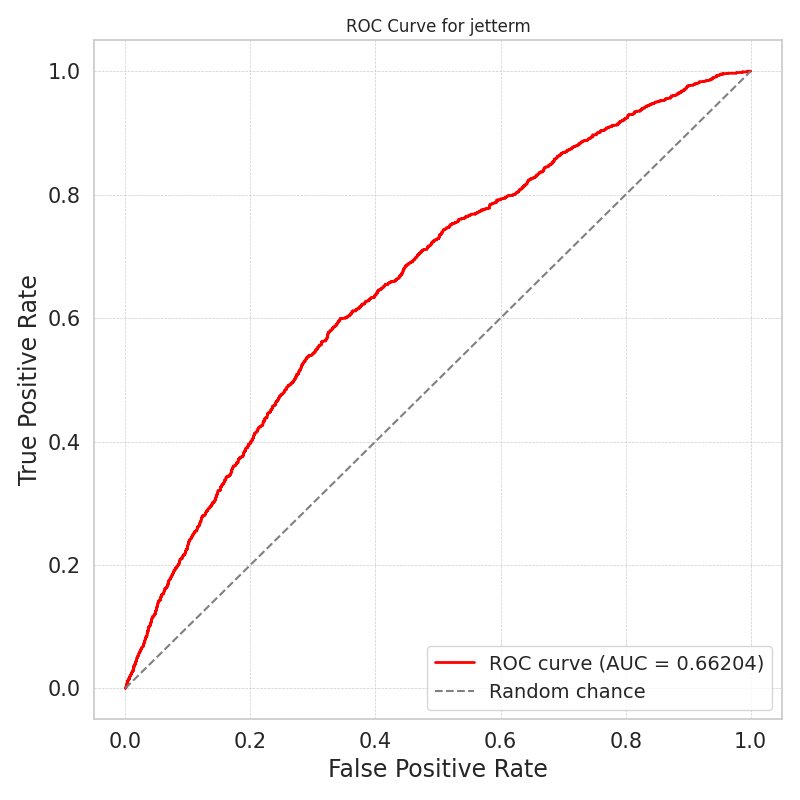 ROC Curve for jetterm
1.0
0.8
0.6
0.4
0.2
0.0
True Positive Rate
ROC curve (AUC = 0.66204)
Random chance
0.0 0.2 0.4 0.6 0.8 1.0
False Positive Rate